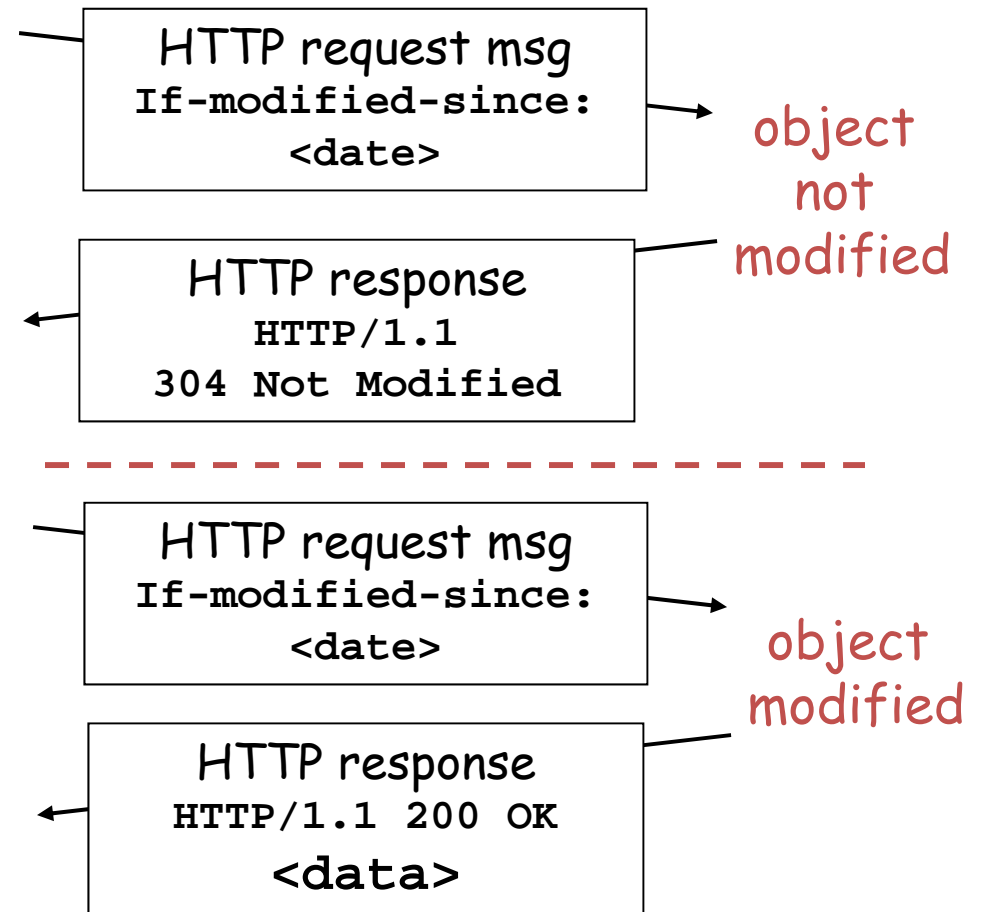 HTTP request msg
If-modified-since:
<date>
object
not
modified
HTTP response
HTTP/1.1
304 Not Modified
HTTP request msg
If-modified-since:
<date>
object
modified
HTTP response
HTTP/1.1 200 OK
<data>